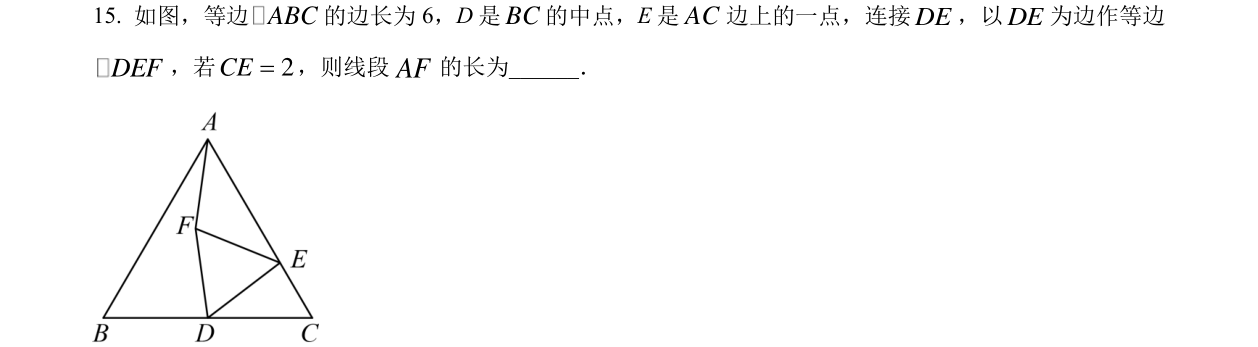 15. 如图，等边□ABC 的边长为 6，D 是 BC 的中点，E 是 AC 边上的一点，连接 DE，以 DE 为边作等边
□DEF，若 CE = 2，则线段 AF 的长为______．
A
F
E
B D C